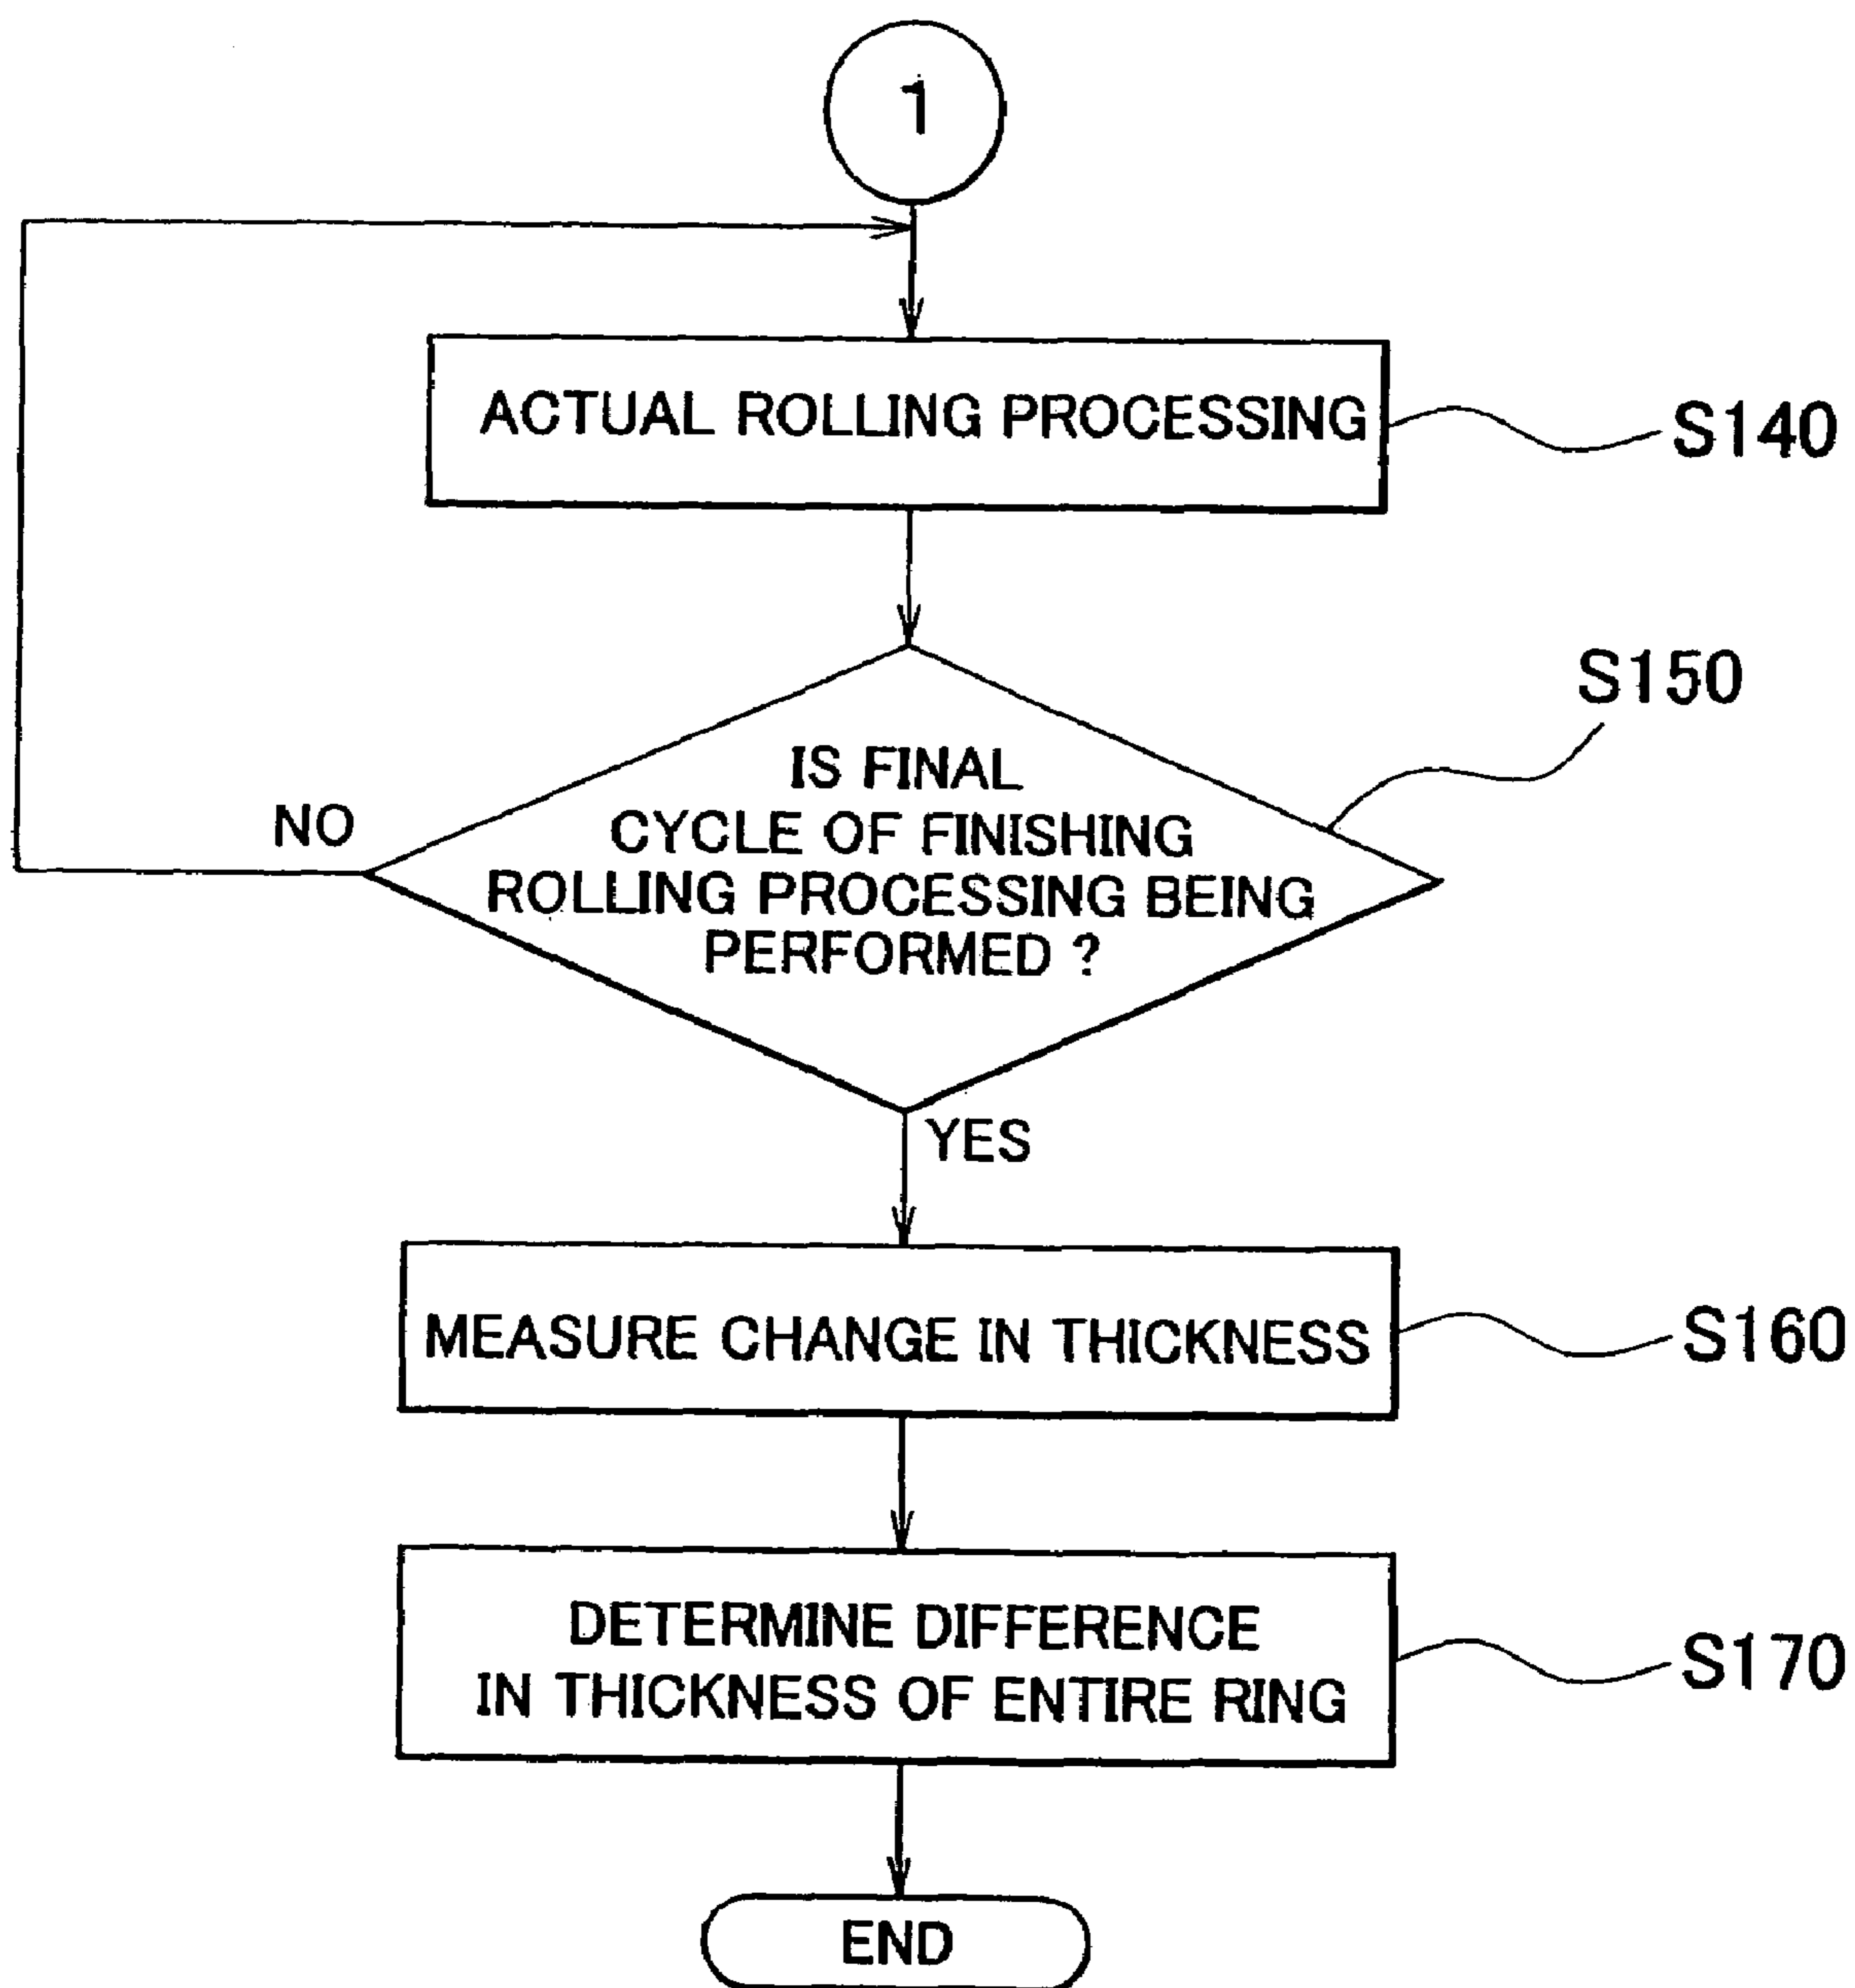 1
ACTUAL ROLLING PROCESSING
S140
S150
IS FINAL
CYCLE OF FINISHING
ROLLING PROCESSING BEING
PERFORMED ?
NO
YES
MEASURE CHANGE IN THICKNESS
S160
DETERMINE DIFFERENCE
IN THICKNESS OF ENTIRE RING
S170
END